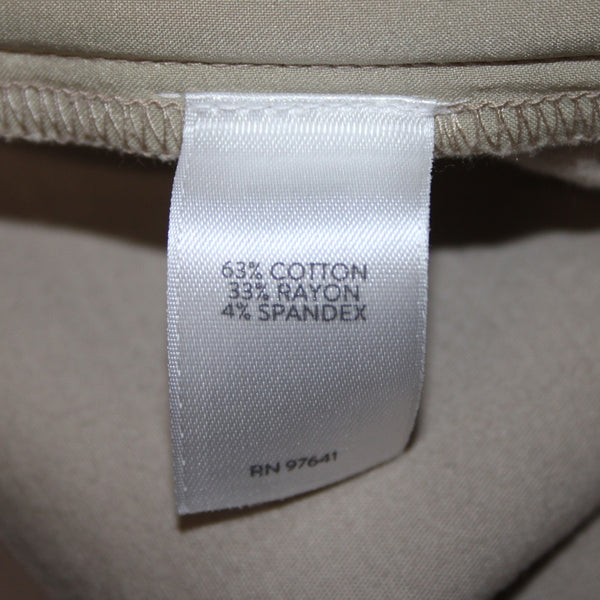 63% COTTON
33% RAYON
4% SPANDEX
RN 97641